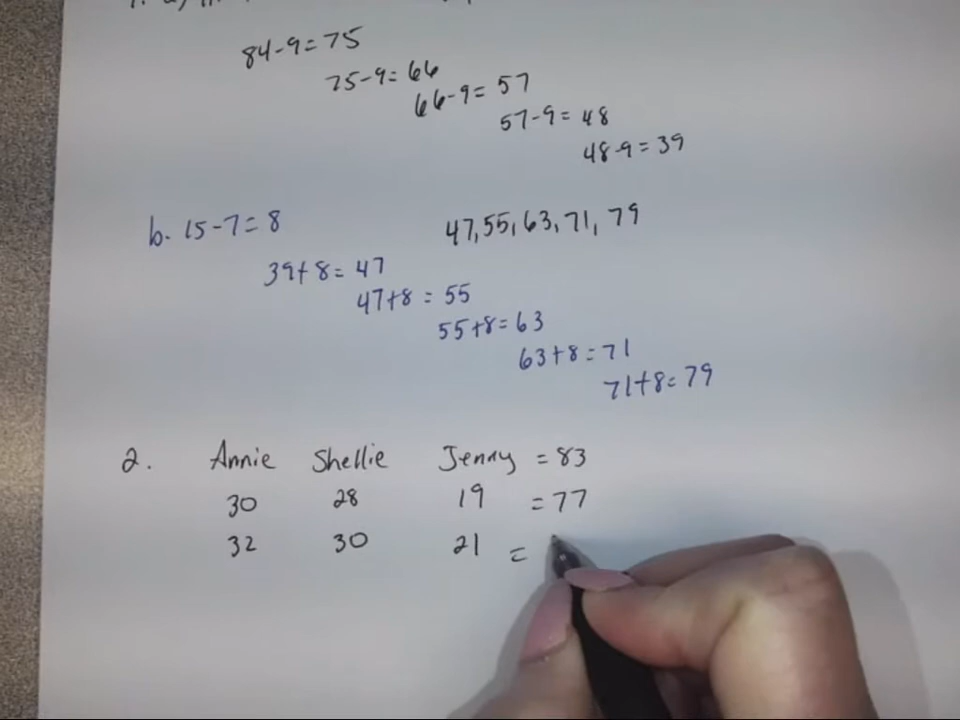 84-9=75
75-9=66
66-9=57
57-9=48
48-9=39
b. 15-7=8 47,55,63,71,79
39+8=47
47+8=55
55+8=63
63+8=71
71+8=79
2. Annie Shellie Jenny =83
30 28 19 =77
32 30 21 =